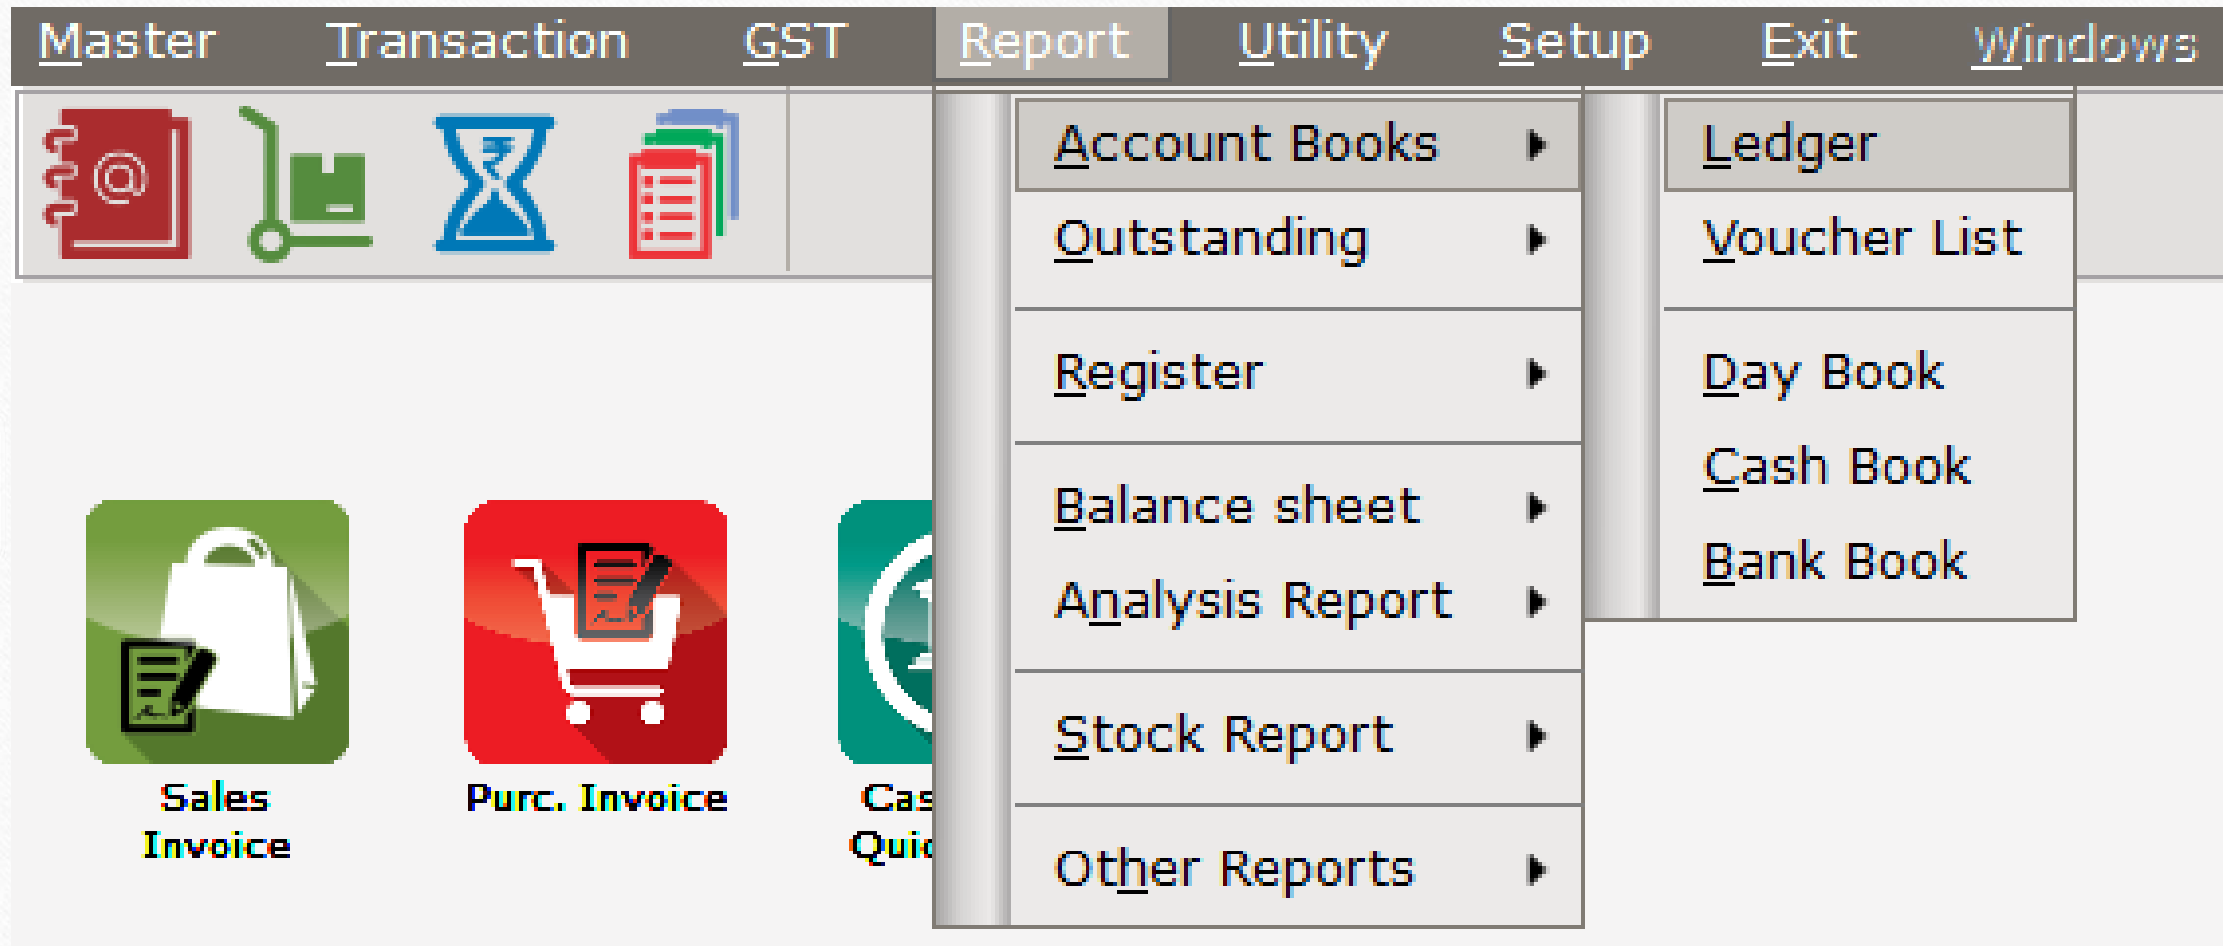 Master Transaction GST Report Utility Setup Exit Windows
Account Books
Outstanding
Register
Balance sheet
Analysis Report
Stock Report
Other Reports
Ledger
Voucher List
Day Book
Cash Book
Bank Book
@
₹
Sales
Invoice
Purc. Invoice